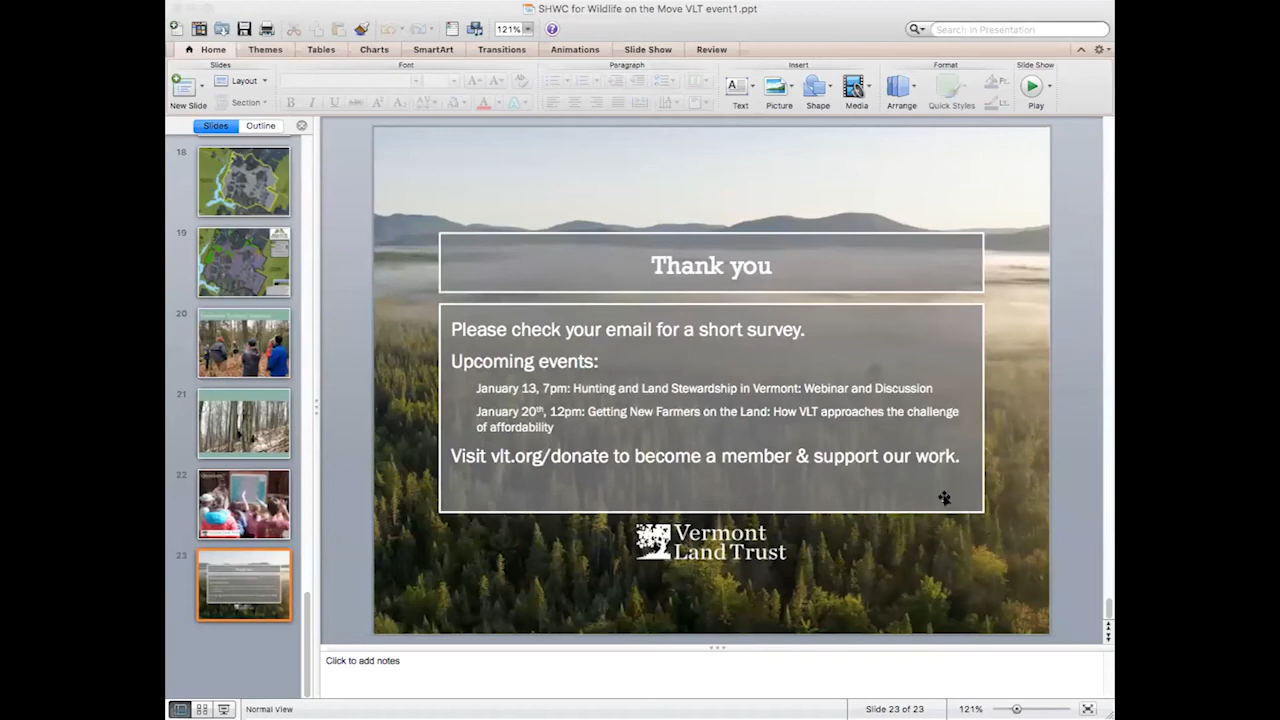 SHWC for Wildlife on the Move VLT event1.ppt
121%
Search in Presentation
Home Themes Tables Charts SmartArt Transitions Animations Slide Show Review
Slides Font Paragraph Insert Format Slide Show
New Slide Layout Section Text Picture Shape Media Arrange Quick Styles Play
Slides Outline
18
19
20
21
22
23
Thank you
Please check your email for a short survey.
Upcoming events:
January 13, 7pm: Hunting and Land Stewardship in Vermont: Webinar and Discussion
January 20th, 12pm: Getting New Farmers on the Land: How VLT approaches the challenge
of affordability
Visit vlt.org/donate to become a member & support our work.
Vermont
Land Trust
Click to add notes
Normal View Slide 23 of 23 121%